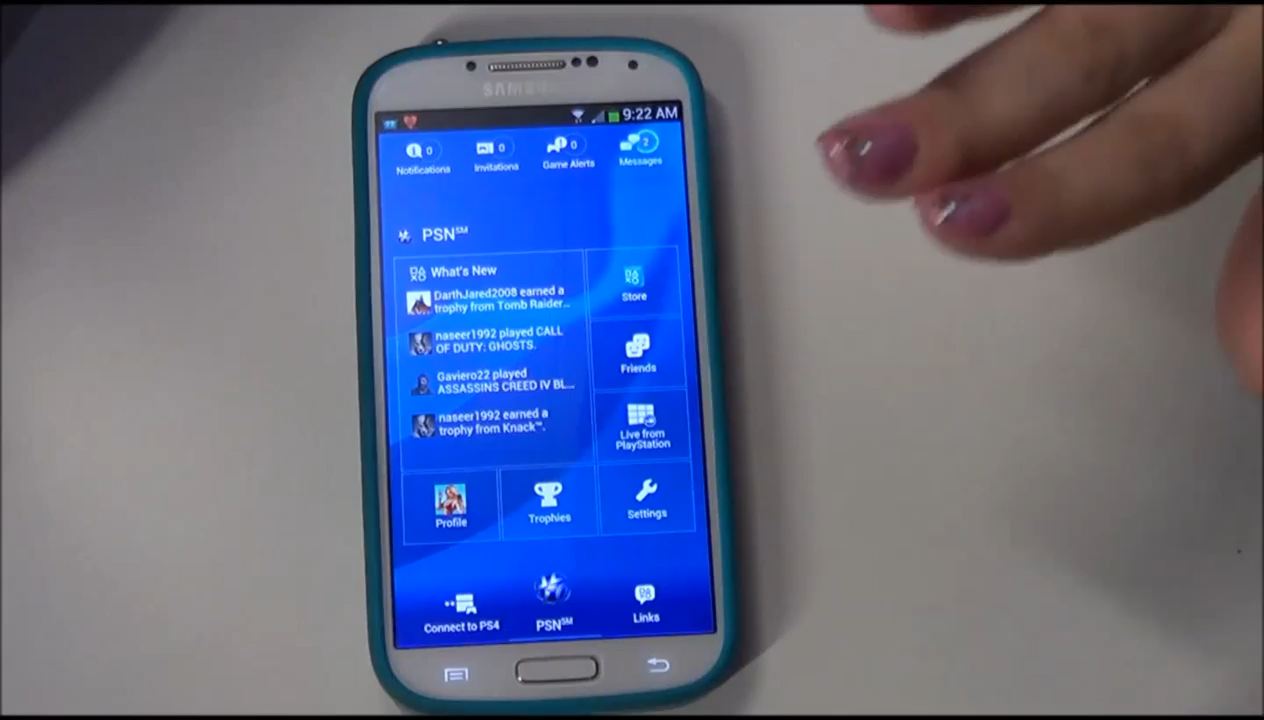 SAMSUNG
9:22 AM
0 0 0 2
Notifications Invitations Game Alerts Messages
PSN℠
What's New
DarthJared2008 earned a
trophy from Tomb Raider...
naseer1992 played CALL
OF DUTY: GHOSTS.
Gaviero22 played
ASSASSINS CREED IV BL...
naseer1992 earned a
trophy from Knack™.
Store
Friends
Live from
PlayStation
Profile
Trophies
Settings
Connect to PS4
PSN℠
Links